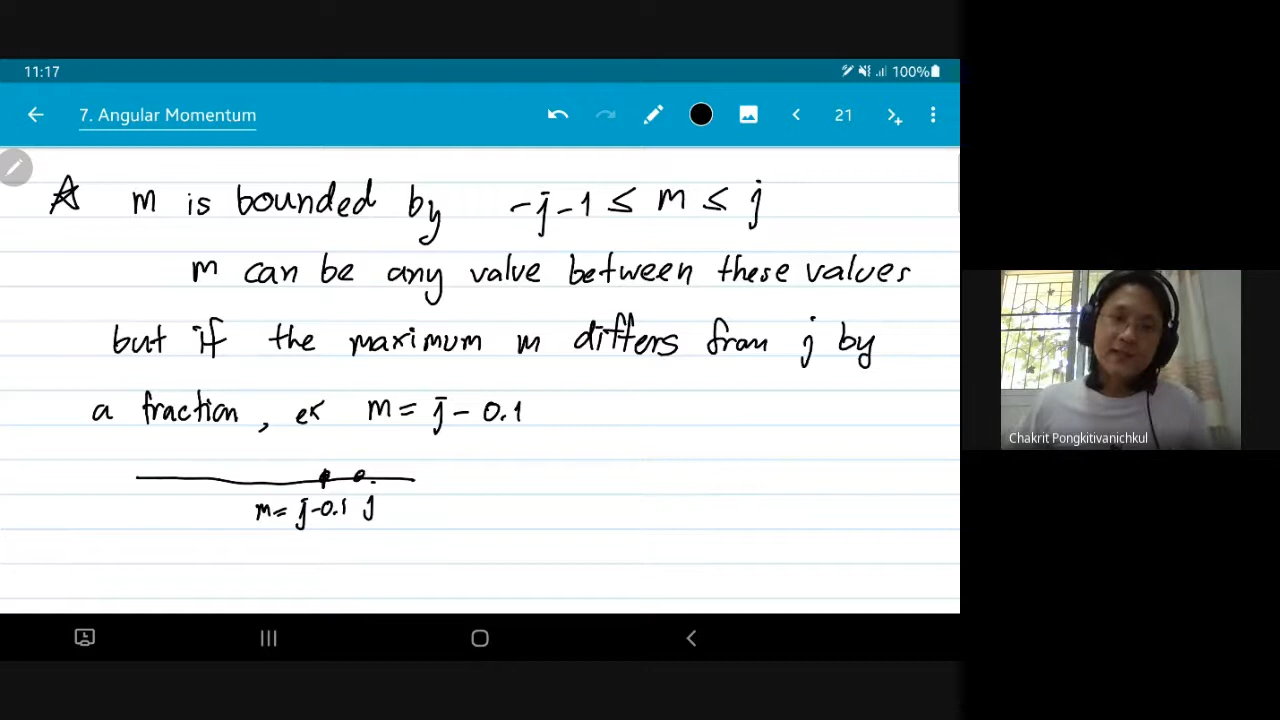 11:17
100%
7. Angular Momentum
21
m is bounded by -j-1 ≤ m ≤ j
m can be any value between these values
but if the maximum m differs from j by
a fraction, ex m = j - 0.1
m = j-0.1 j
Chakrit Pongkitivanichkul